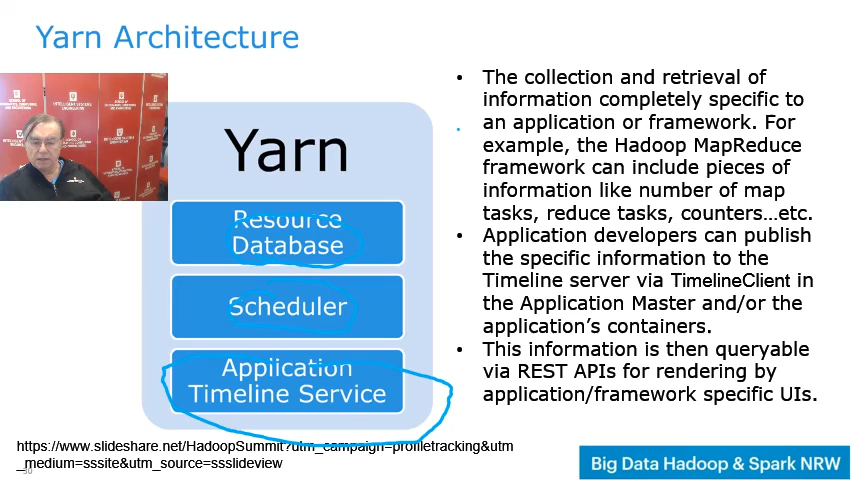 Yarn Architecture
Yarn
Resource
Database
Scheduler
Application
Timeline Service
• The collection and retrieval of
information completely specific to
an application or framework. For
example, the Hadoop MapReduce
framework can include pieces of
information like number of map
tasks, reduce tasks, counters…etc.
• Application developers can publish
the specific information to the
Timeline server via TimelineClient in
the Application Master and/or the
application’s containers.
• This information is then queryable
via REST APIs for rendering by
application/framework specific UIs.
https://www.slideshare.net/HadoopSummit?utm_campaign=profiletracking&utm
_medium=sssite&utm_source=ssslideview
30
Big Data Hadoop & Spark NRW